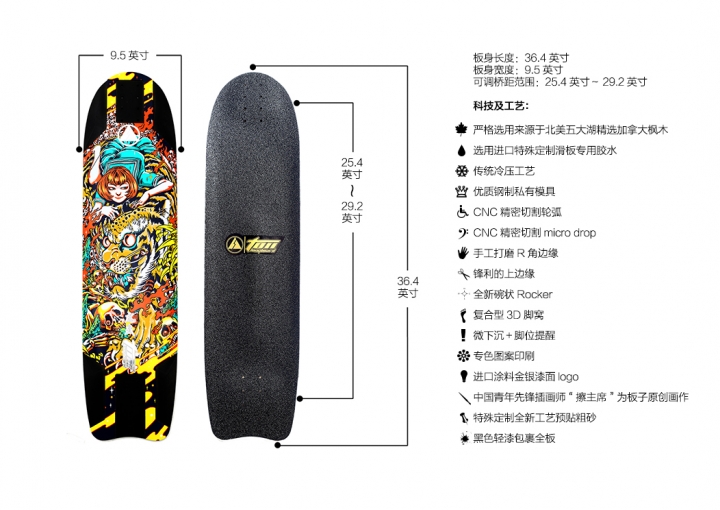 9.5 英寸
25.4
英寸
~
29.2
英寸
36.4
英寸
板身长度：36.4 英寸
板身宽度：9.5 英寸
可调桥距范围：25.4 英寸～ 29.2 英寸
科技及工艺：
严格选用来源于北美五大湖精选加拿大枫木
选用进口特殊定制滑板专用胶水
传统冷压工艺
优质钢制私有模具
CNC 精密切割轮弧
CNC 精密切割 micro drop
手工打磨 R 角边缘
锋利的上边缘
全新碗状 Rocker
复合型 3D 脚窝
微下沉 + 脚位提醒
专色图案印刷
进口涂料金银漆面 logo
中国青年先锋插画师 " 擦主席 " 为板子原创画作
特殊定制全新工艺预贴粗砂
黑色轻漆包裹全板